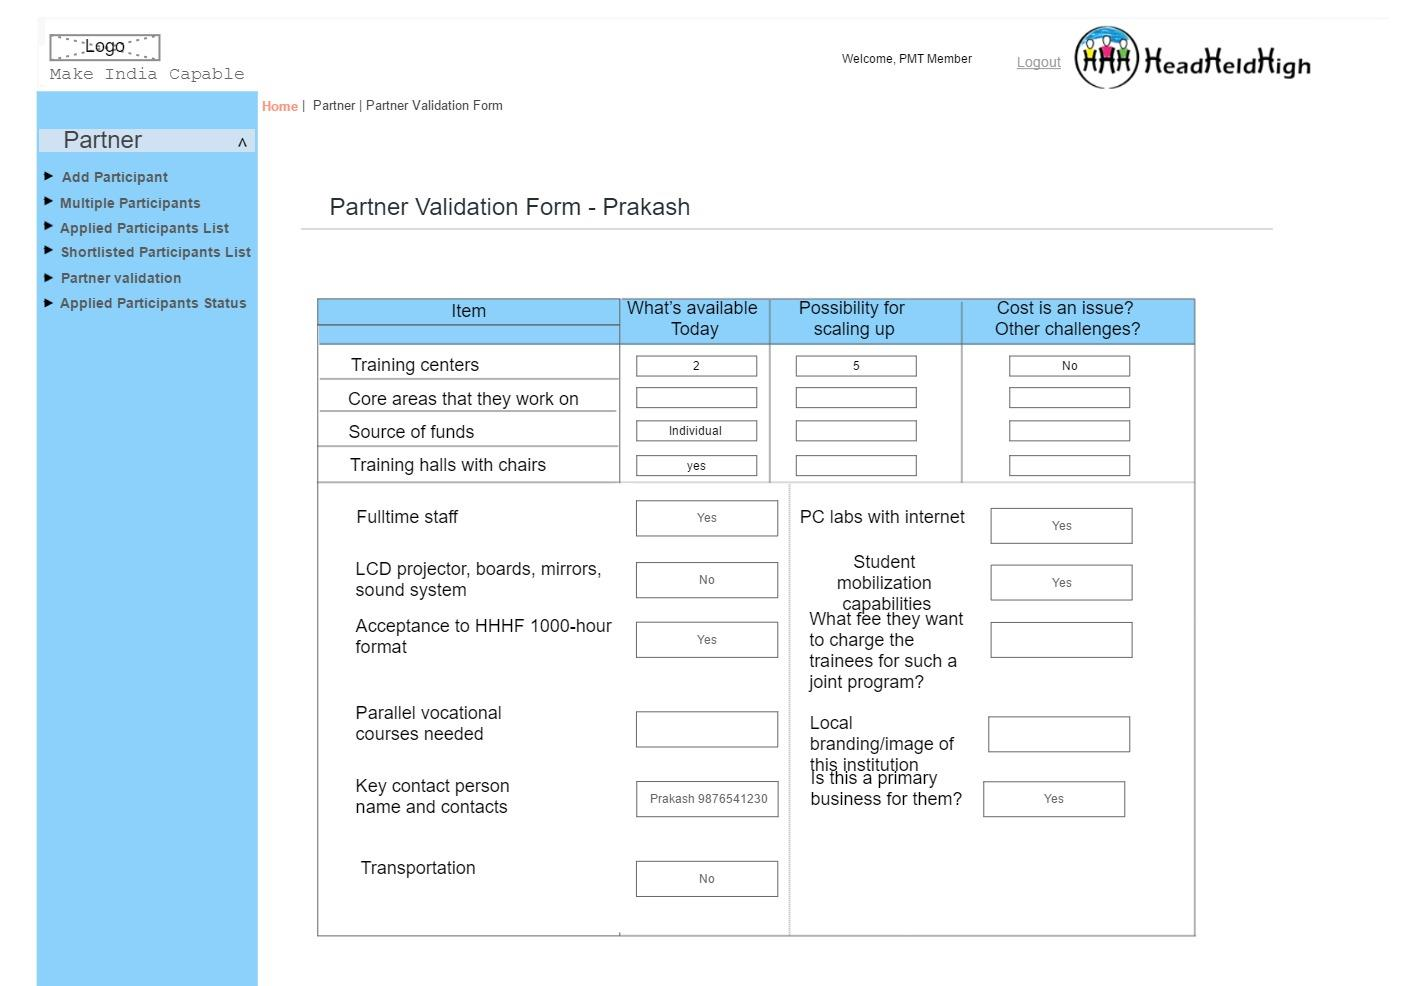 Logo
Make India Capable
Welcome, PMT Member
Logout
HHH HeadHeldHigh
Home | Partner | Partner Validation Form
Partner ^
Add Participant
Multiple Participants
Applied Participants List
Shortlisted Participants List
Partner validation
Applied Participants Status
Partner Validation Form - Prakash
Item
What's available
Today
Possibility for
scaling up
Cost is an issue?
Other challenges?
Training centers 2 5 No
Core areas that they work on
Source of funds Individual
Training halls with chairs yes
Fulltime staff Yes
LCD projector, boards, mirrors,
sound system
No
Acceptance to HHHF 1000-hour
format
Yes
Parallel vocational
courses needed
Key contact person
name and contacts
Prakash 9876541230
Transportation
No
PC labs with internet
Yes
Student
mobilization
capabilities
Yes
What fee they want
to charge the
trainees for such a
joint program?
Local
branding/image of
this institution
Is this a primary
business for them?
Yes